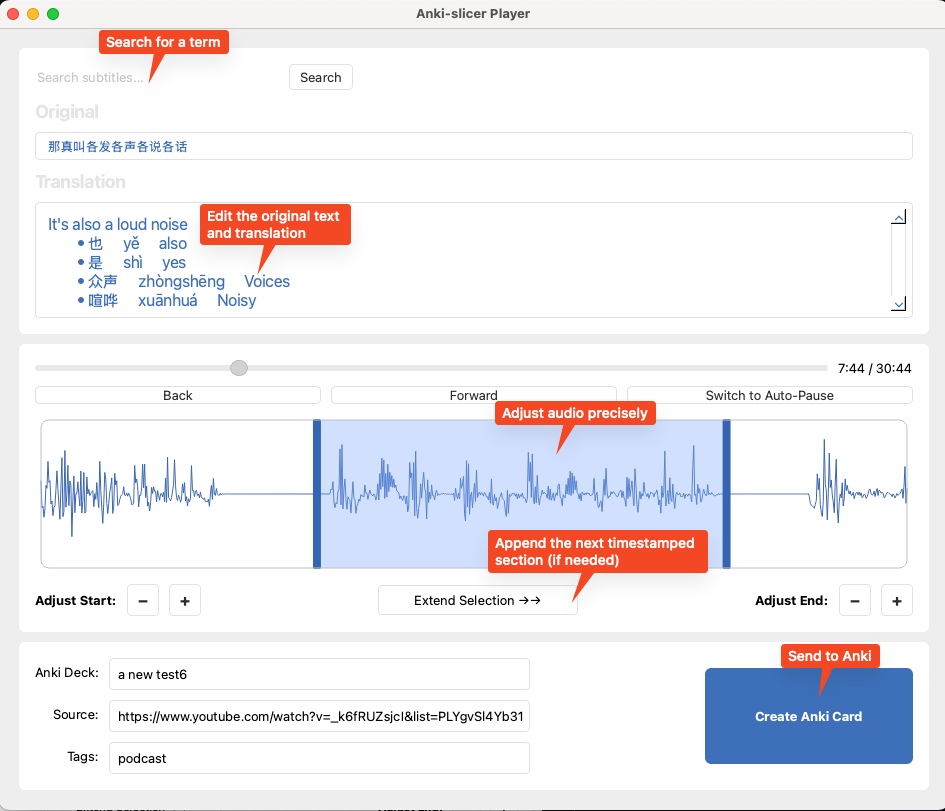 Anki-slicer Player
Search for a term
Search subtitles... Search
Original
那真叫各发各声各说各话
Translation
It's also a loud noise
Edit the original text
and translation
• 也 yě also
• 是 shì yes
• 众声 zhòngshēng Voices
• 喧哗 xuānhuá Noisy
7:44 / 30:44
Back Forward Switch to Auto-Pause
Adjust audio precisely
Append the next timestamped
section (if needed)
Adjust Start: − + Extend Selection →→ Adjust End: − +
Send to Anki
Anki Deck: a new test6
Source: https://www.youtube.com/watch?v=_k6fRUZsjcI&list=PLYgvSl4Yb31
Tags: podcast
Create Anki Card